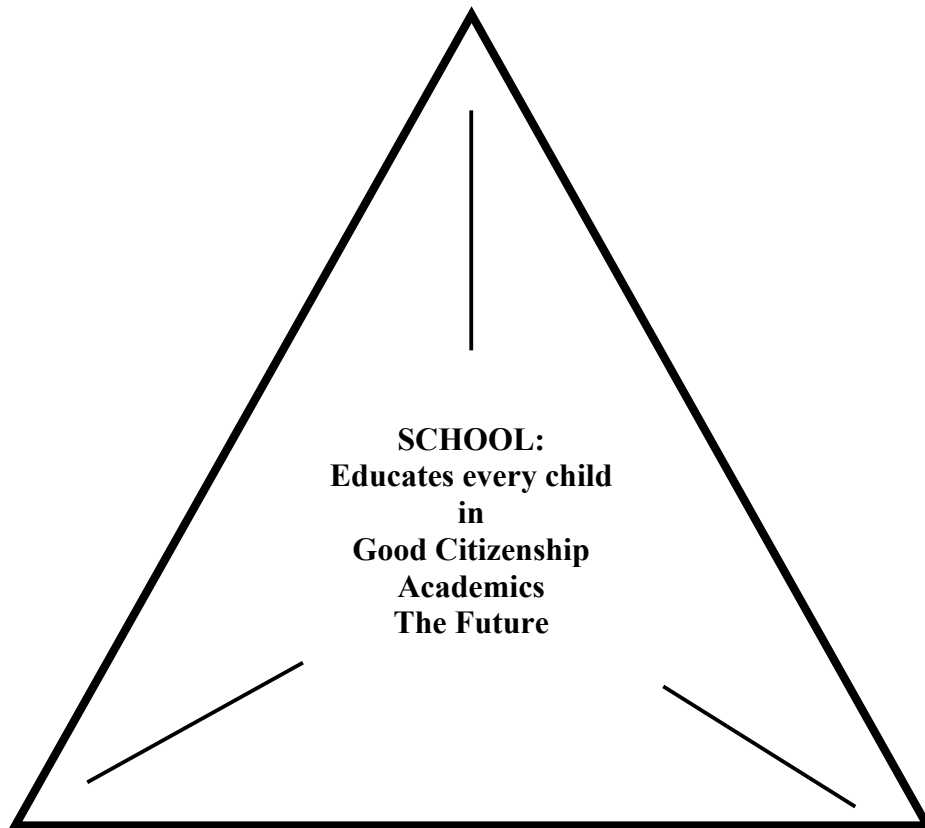 SCHOOL:
Educates every child
in
Good Citizenship
Academics
The Future